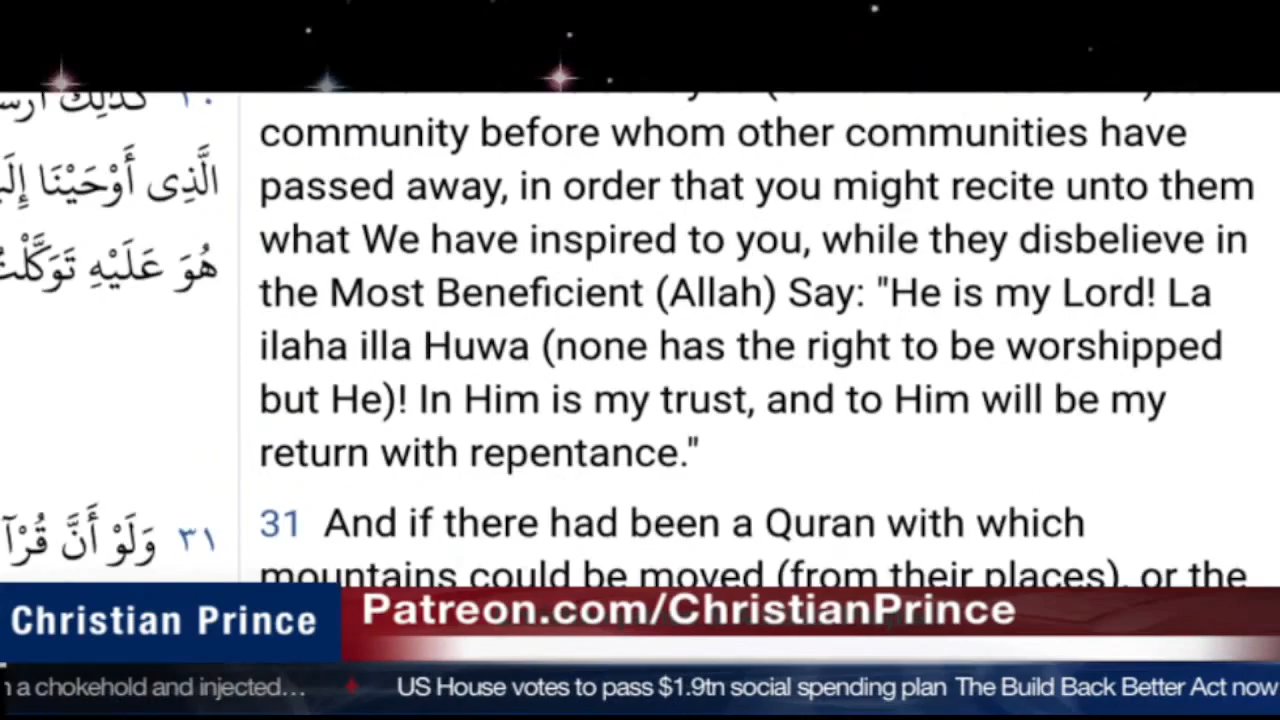 كذلك أرس ٣٠
community before whom other communities have
الَّذِى أَوْحَيْنَا إِلَي
passed away, in order that you might recite unto them
what We have inspired to you, while they disbelieve in
هُوَ عَلَيْهِ تَوَكَّلْتُ
the Most Beneficient (Allah) Say: "He is my Lord! La
ilaha illa Huwa (none has the right to be worshipped
but He)! In Him is my trust, and to Him will be my
return with repentance."
٣١ وَلَوْ أَنَّ قُرْآ
31 And if there had been a Quran with which
mountains could be moved (from their places), or the
Christian Prince
Patreon.com/ChristianPrince
a chokehold and injected... US House votes to pass $1.9tn social spending plan The Build Back Better Act now